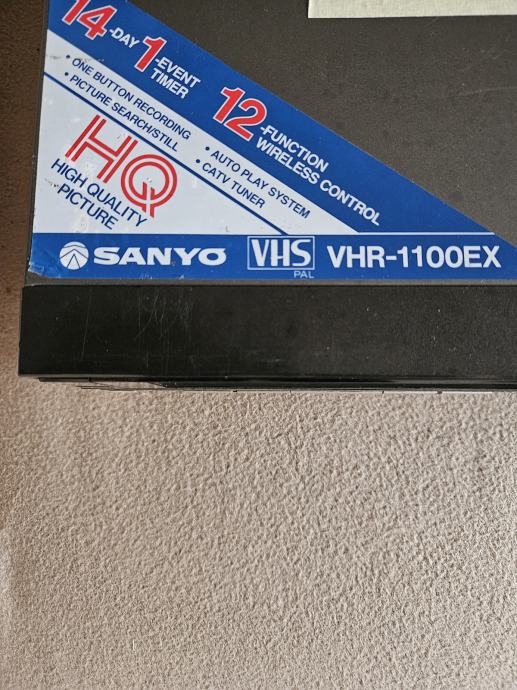 14-DAY 1-EVENT TIMER
• ONE BUTTON RECORDING
• PICTURE SEARCH/STILL
12-FUNCTION
WIRELESS CONTROL
• AUTO PLAY SYSTEM
• CATV TUNER
HQ
HIGH QUALITY
PICTURE
SANYO VHS PAL VHR-1100EX